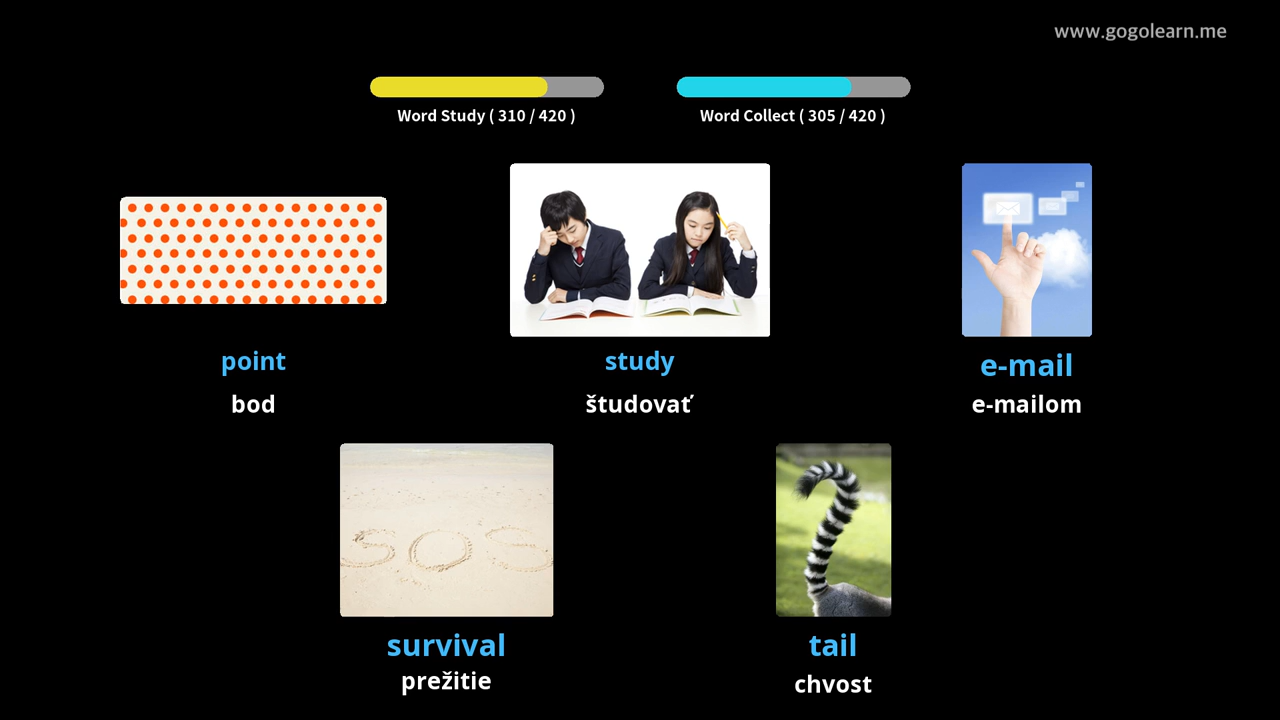 www.gogolearn.me
Word Study ( 310 / 420 )
Word Collect ( 305 / 420 )
point
bod
study
študovať
e-mail
e-mailom
SOS
survival
prežitie
tail
chvost